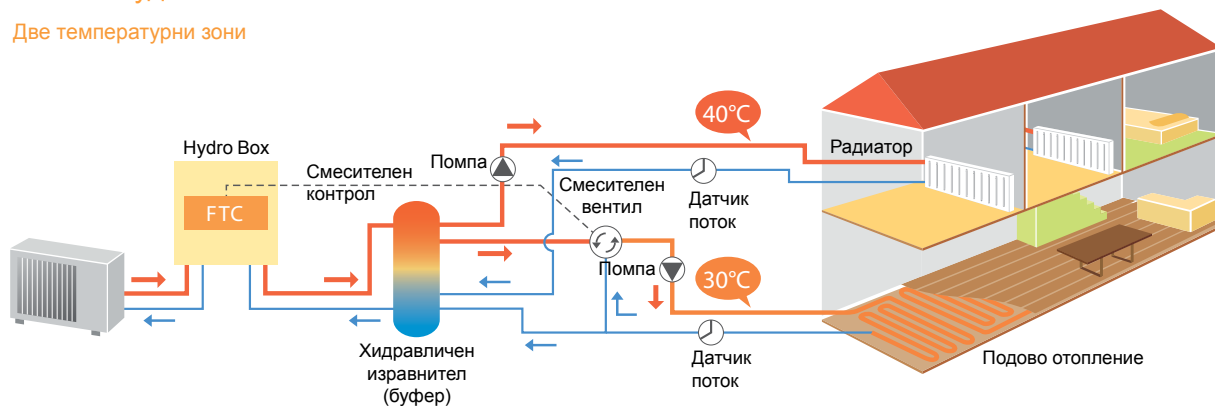 Две температурни зони
40°C
Hydro Box
Помпа
Радиатор
Смесителен
контрол
Смесителен
вентил
FTC
Датчик
поток
Помпа
30°C
Хидравличен
изравнител
(буфер)
Датчик
поток
Подово отопление